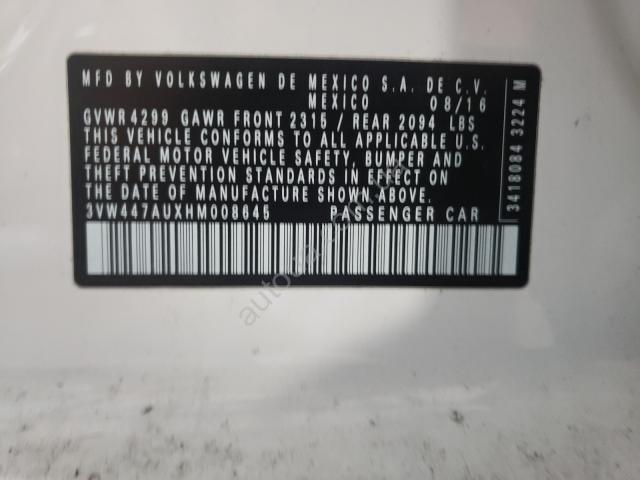 MFD BY VOLKSWAGEN DE MEXICO S.A. DE C.V.
MEXICO 08/16
GVWR 4299 GAWR FRONT 2315 / REAR 2094 LBS
THIS VEHICLE CONFORMS TO ALL APPLICABLE U.S.
FEDERAL MOTOR VEHICLE SAFETY, BUMPER AND
THEFT PREVENTION STANDARDS IN EFFECT ON
THE DATE OF MANUFACTURE SHOWN ABOVE.
3VW447AUXHM008645 PASSENGER CAR
3418084 3224 M